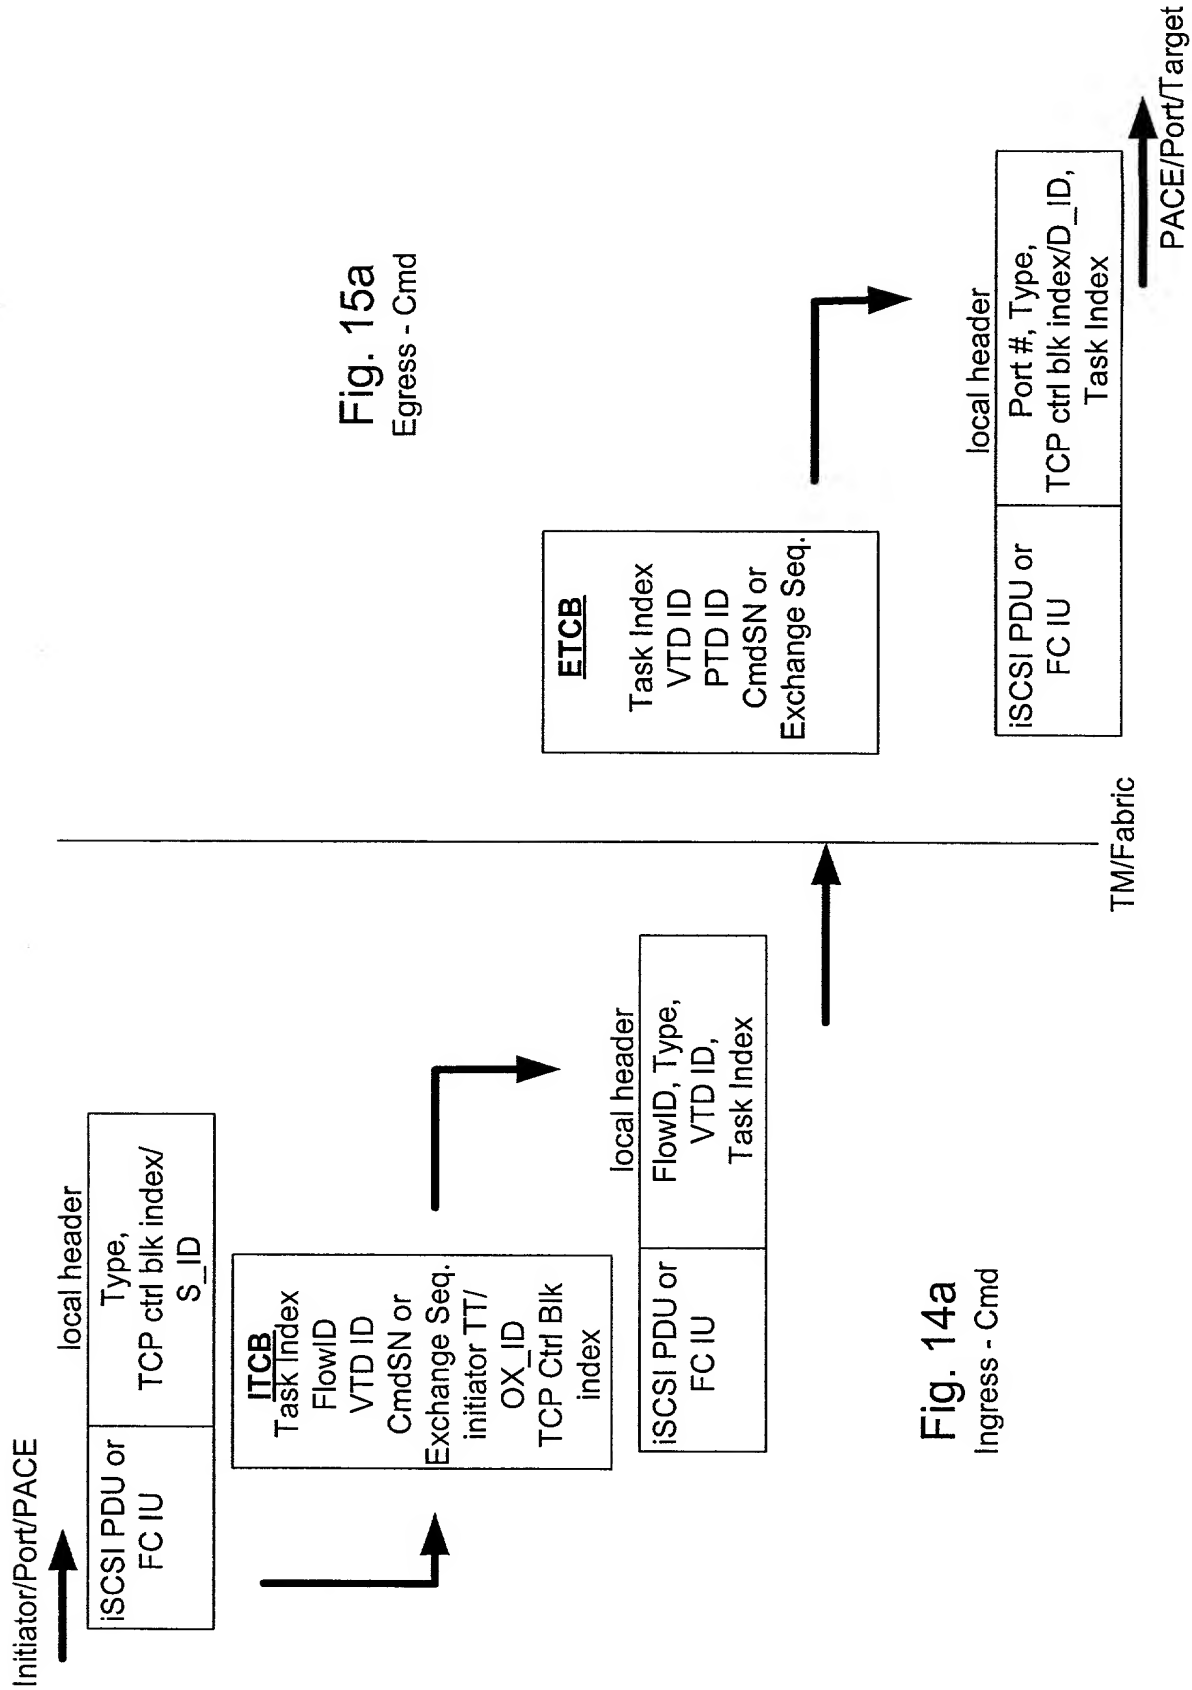 Initiator/Port/PACE
local header
iSCSI PDU or
FC IU
Type,
TCP ctrl blk index/
S_ID
ITCB
Task Index
FlowID
VTD ID
CmdSN or
Exchange Seq.
initiator TT/
OX_ID
TCP Ctrl Blk
index
local header
iSCSI PDU or
FC IU
FlowID, Type,
VTD ID,
Task Index
Fig. 14a
Ingress - Cmd
TM/Fabric
Fig. 15a
Egress - Cmd
ETCB
Task Index
VTD ID
PTD ID
CmdSN or
Exchange Seq.
local header
iSCSI PDU or
FC IU
Port #, Type,
TCP ctrl blk index/D_ID,
Task Index
PACE/Port/Target